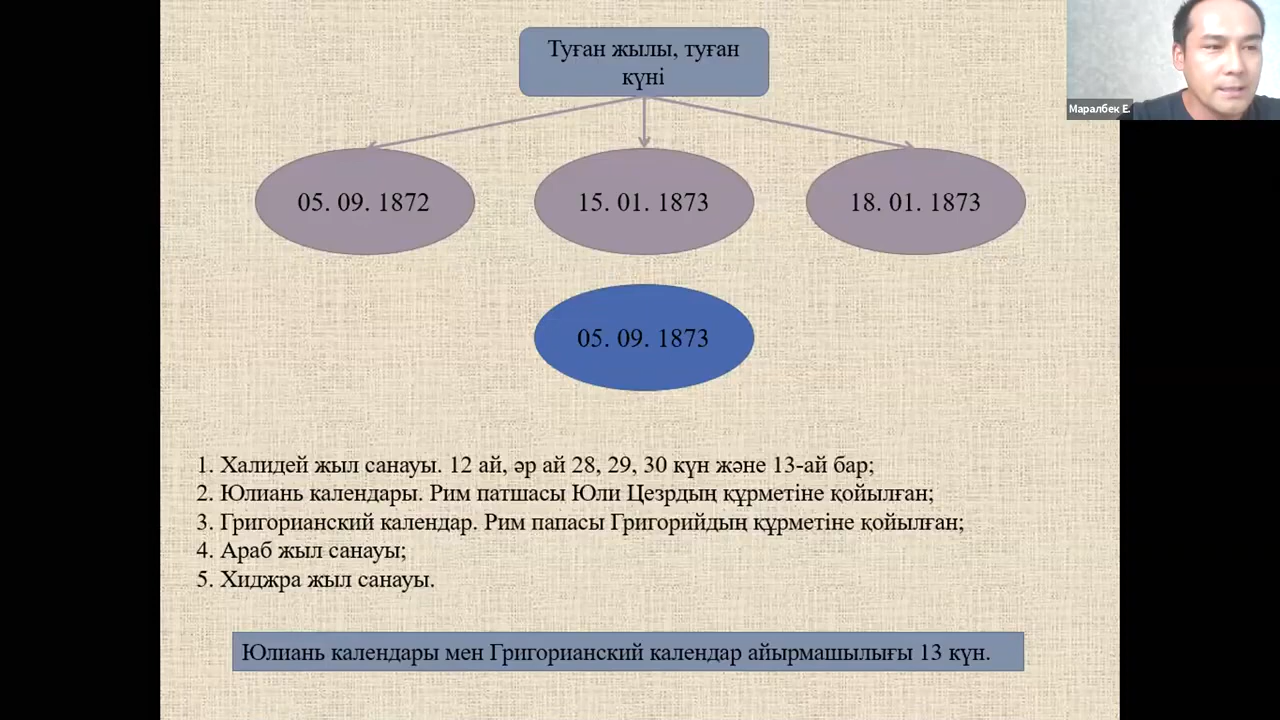 Туған жылы, туған
күні
Маралбек Е.
05. 09. 1872
15. 01. 1873
18. 01. 1873
05. 09. 1873
1. Халидей жыл санауы. 12 ай, әр ай 28, 29, 30 күн және 13-ай бар;
2. Юлиань календары. Рим патшасы Юли Цезрдың құрметіне қойылған;
3. Григорианский календар. Рим папасы Григорийдың құрметіне қойылған;
4. Араб жыл санауы;
5. Хиджра жыл санауы.
Юлиань календары мен Григорианский календар айырмашылығы 13 күн.